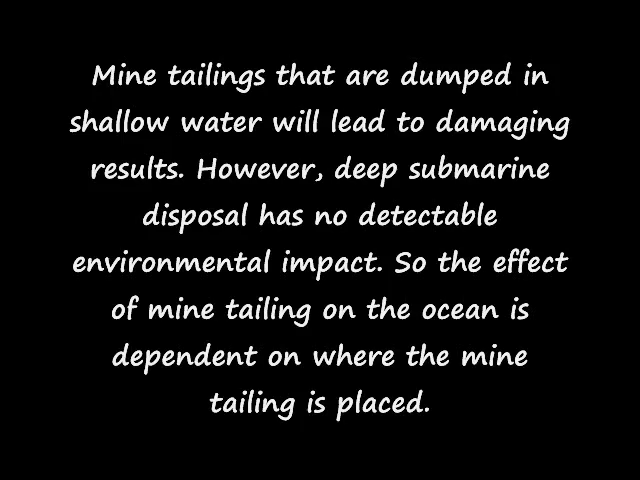 Mine tailings that are dumped in
shallow water will lead to damaging
results. However, deep submarine
disposal has no detectable
environmental impact. So the effect
of mine tailing on the ocean is
dependent on where the mine
tailing is placed.